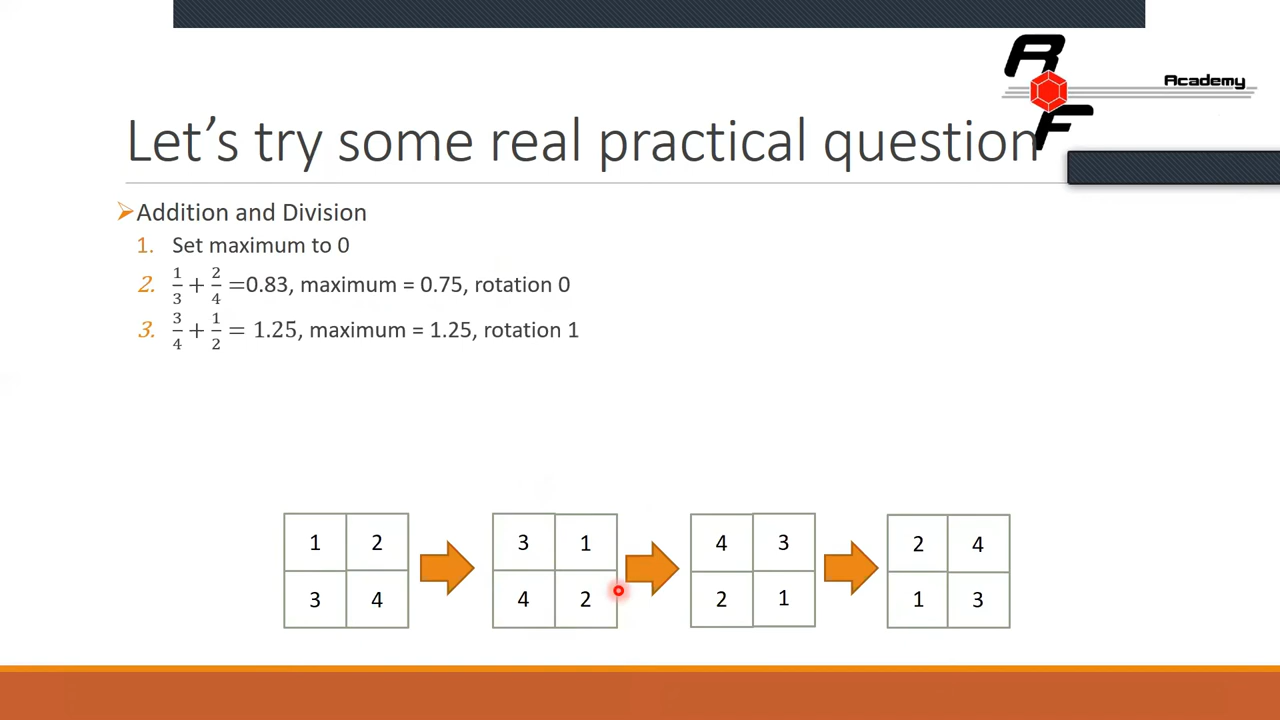 R F Academy
Let’s try some real practical question
➢Addition and Division
1. Set maximum to 0
2. 1/3 + 2/4 =0.83, maximum = 0.75, rotation 0
3. 3/4 + 1/2 = 1.25, maximum = 1.25, rotation 1
1 2 3 1 4 3 2 4
3 4 4 2 2 1 1 3